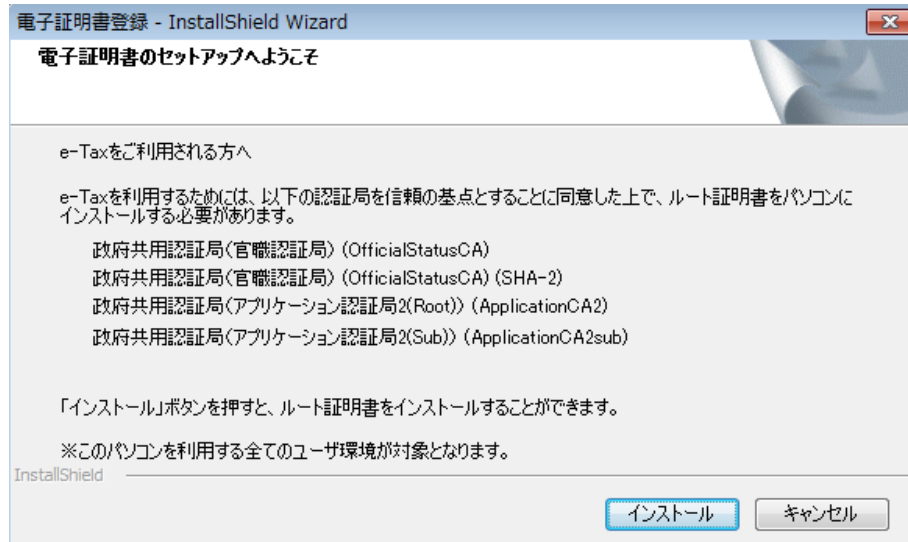 電子証明書登録 - InstallShield Wizard
電子証明書のセットアップへようこそ
e-Taxをご利用される方へ
e-Taxを利用するためには、以下の認証局を信頼の基点とすることに同意した上で、ルート証明書をパソコンに
インストールする必要があります。
政府共用認証局(官職認証局) (OfficialStatusCA)
政府共用認証局(官職認証局) (OfficialStatusCA) (SHA-2)
政府共用認証局(アプリケーション認証局2(Root)) (ApplicationCA2)
政府共用認証局(アプリケーション認証局2(Sub)) (ApplicationCA2sub)
「インストール」ボタンを押すと、ルート証明書をインストールすることができます。
※このパソコンを利用する全てのユーザ環境が対象となります。
InstallShield
インストール
キャンセル